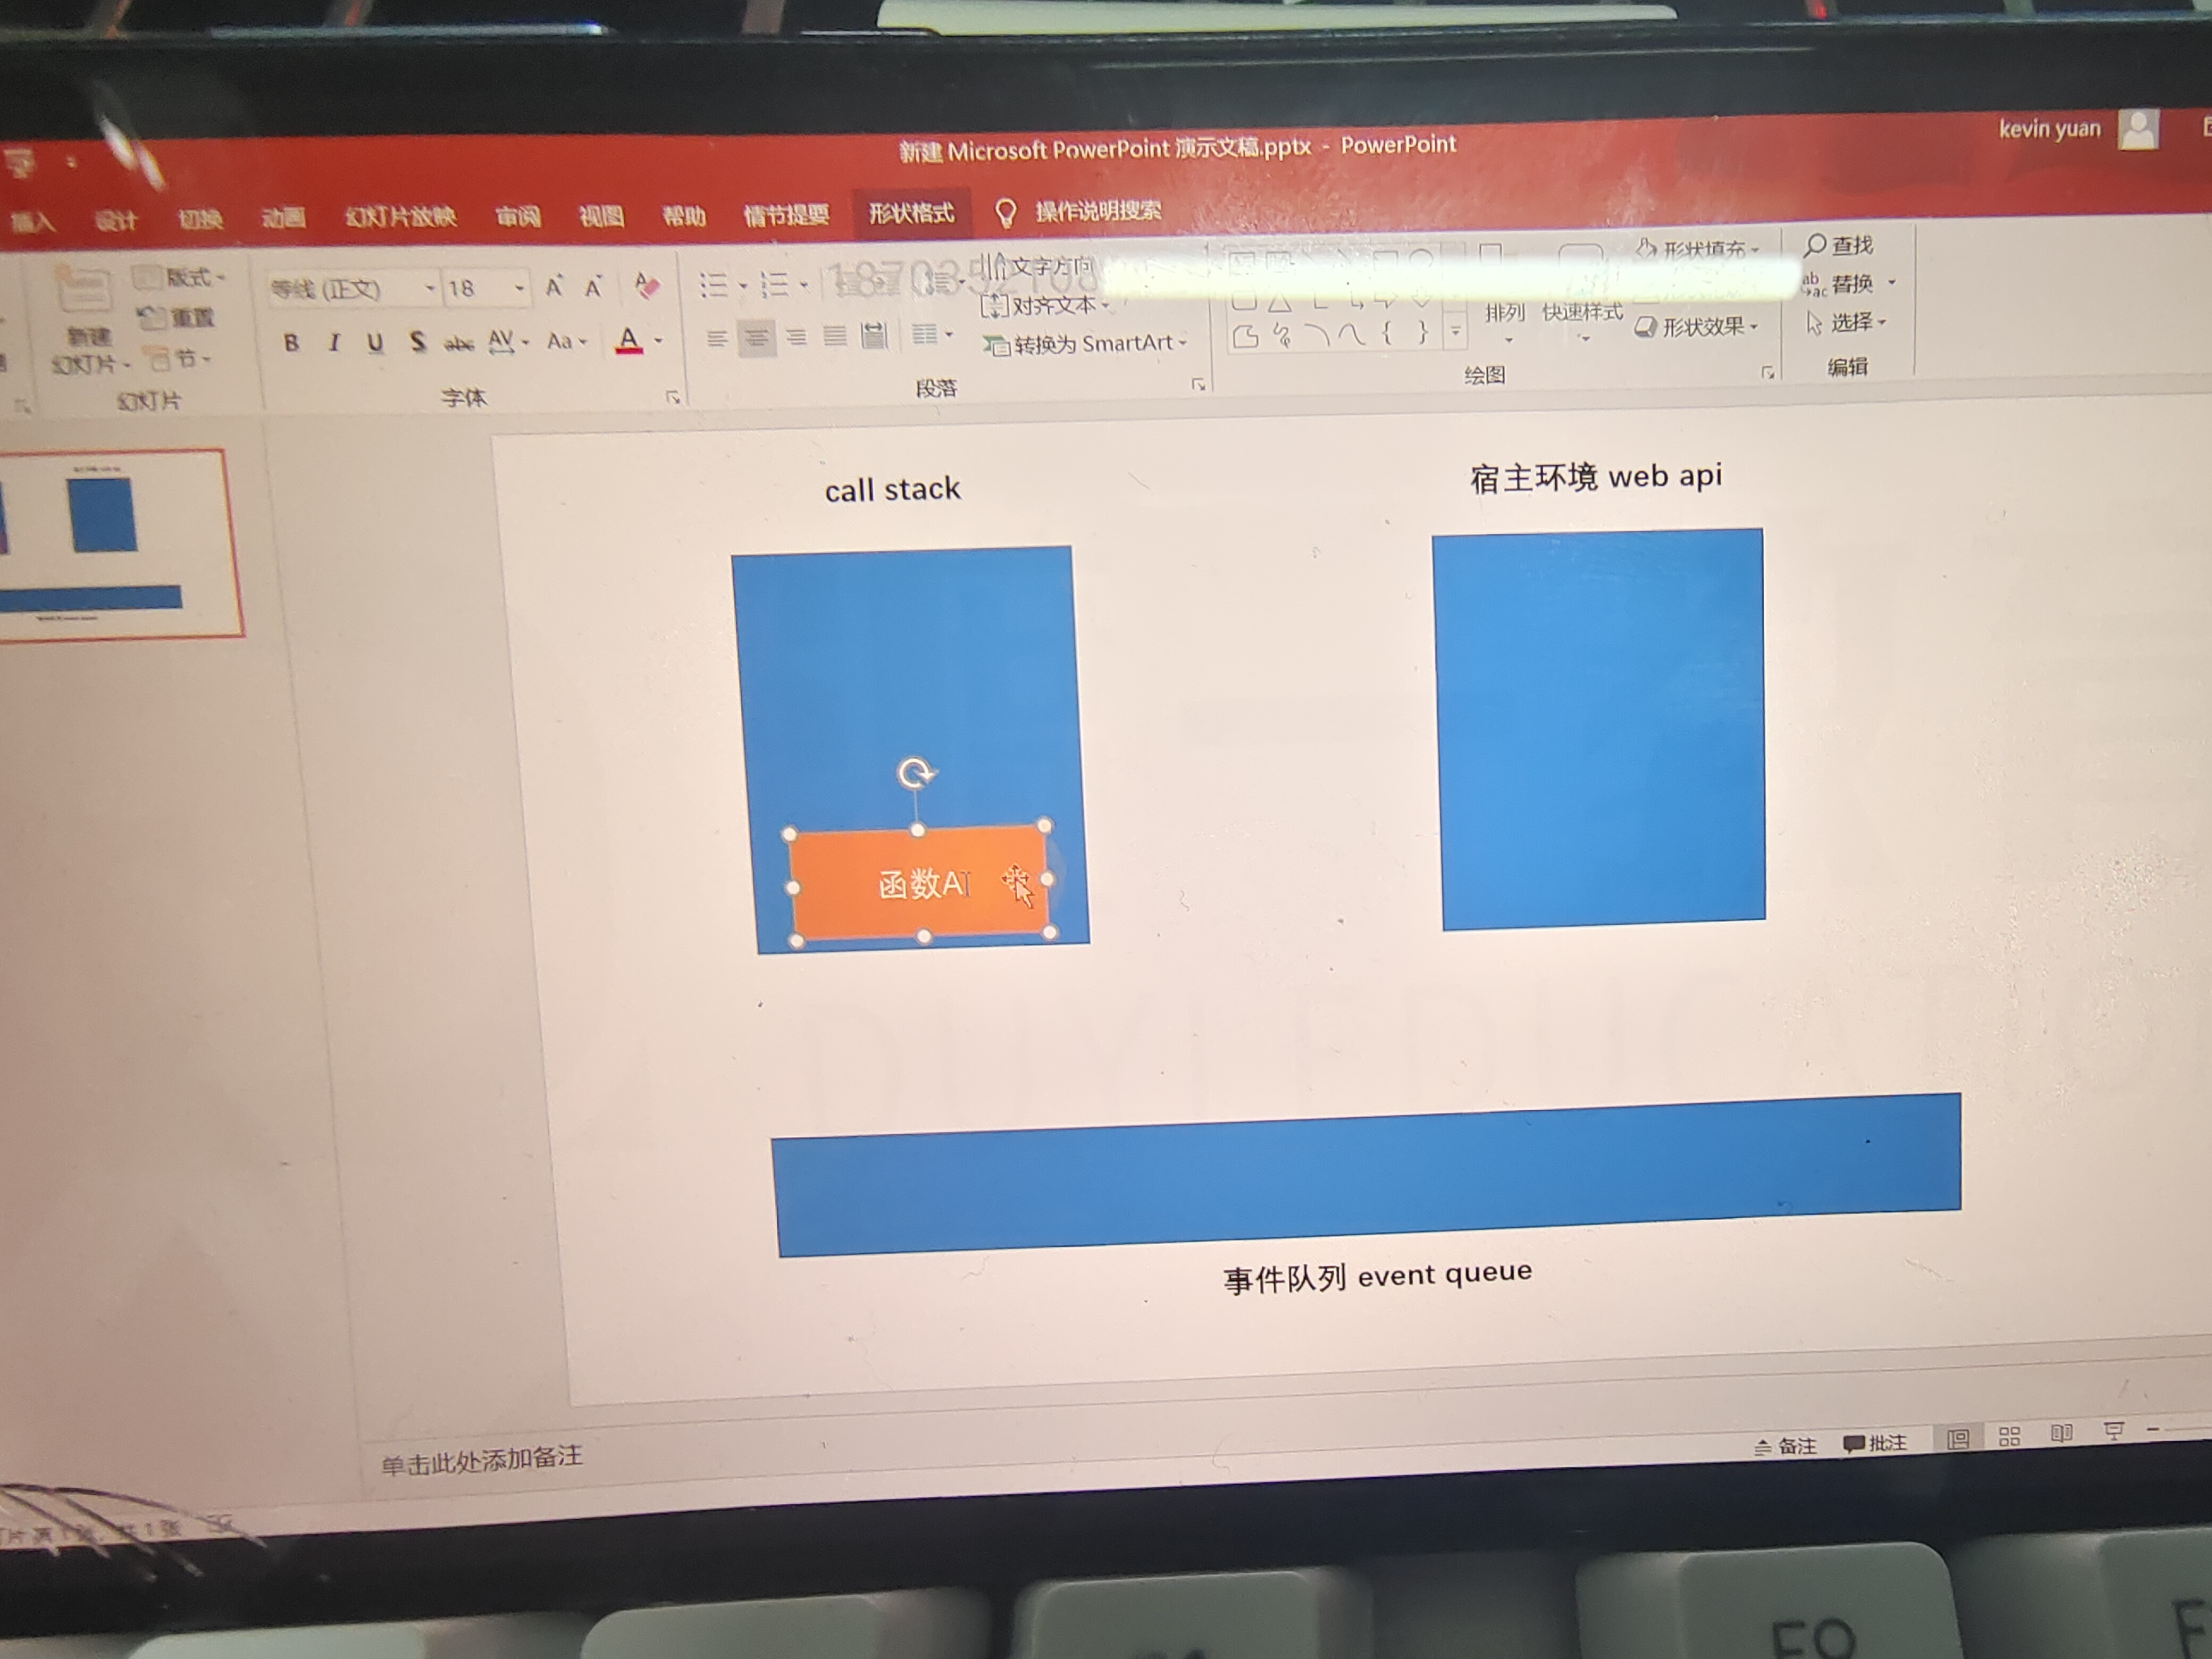 kevin yuan
新建 Microsoft PowerPoint 演示文稿.pptx - PowerPoint
插入 设计 切换 动画 幻灯片放映 审阅 视图 帮助 情节提要 形状格式 操作说明搜索
版式 等线 (正文) 18 文字方向 形状填充 查找
重置 对齐文本 排列 快速样式 替换
新建 幻灯片 节 B I U S abc AV Aa A 转换为 SmartArt 形状效果 选择
幻灯片 字体 段落 绘图 编辑
call stack
宿主环境 web api
函数A
事件队列 event queue
单击此处添加备注
备注 批注
F9